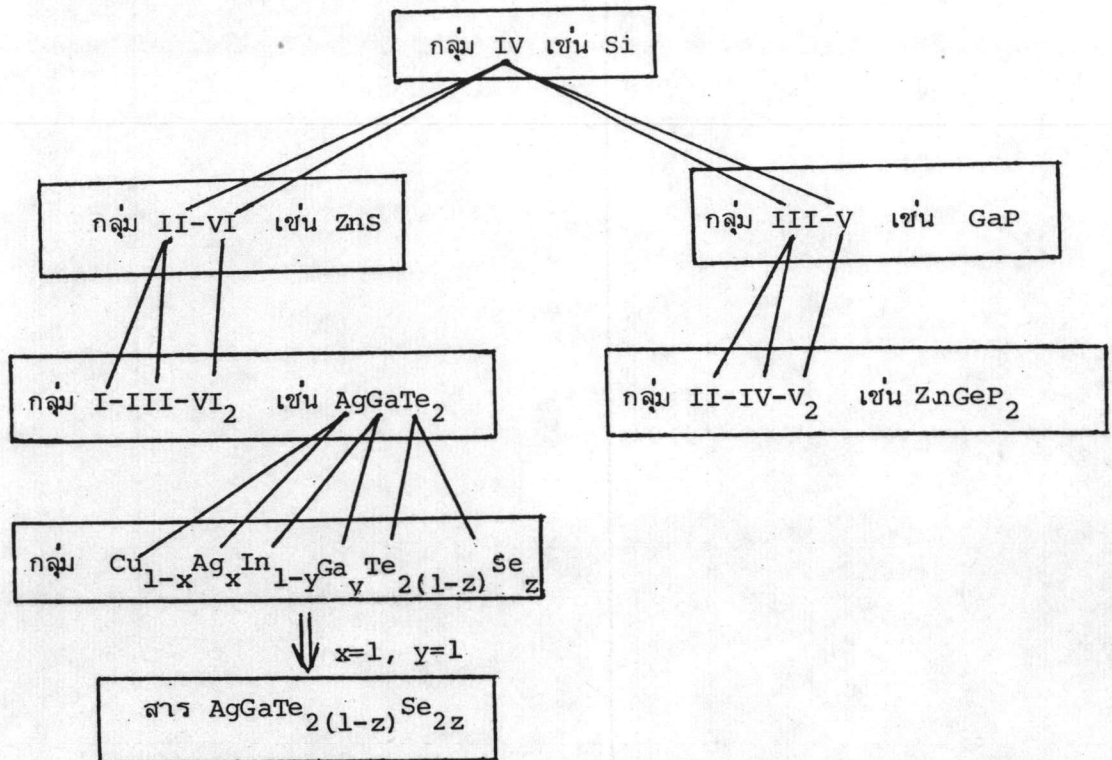 กลุ่ม IV เช่น Si
กลุ่ม II-VI เช่น ZnS
กลุ่ม III-V เช่น GaP
กลุ่ม I-III-VI₂ เช่น AgGaTe₂
กลุ่ม II-IV-V₂ เช่น ZnGeP₂
กลุ่ม Cu₁₋ₓAgₓIn₁₋yGayTe₂(1-z)Se z
x=1, y=1
สาร AgGaTe₂(1-z)Se₂z